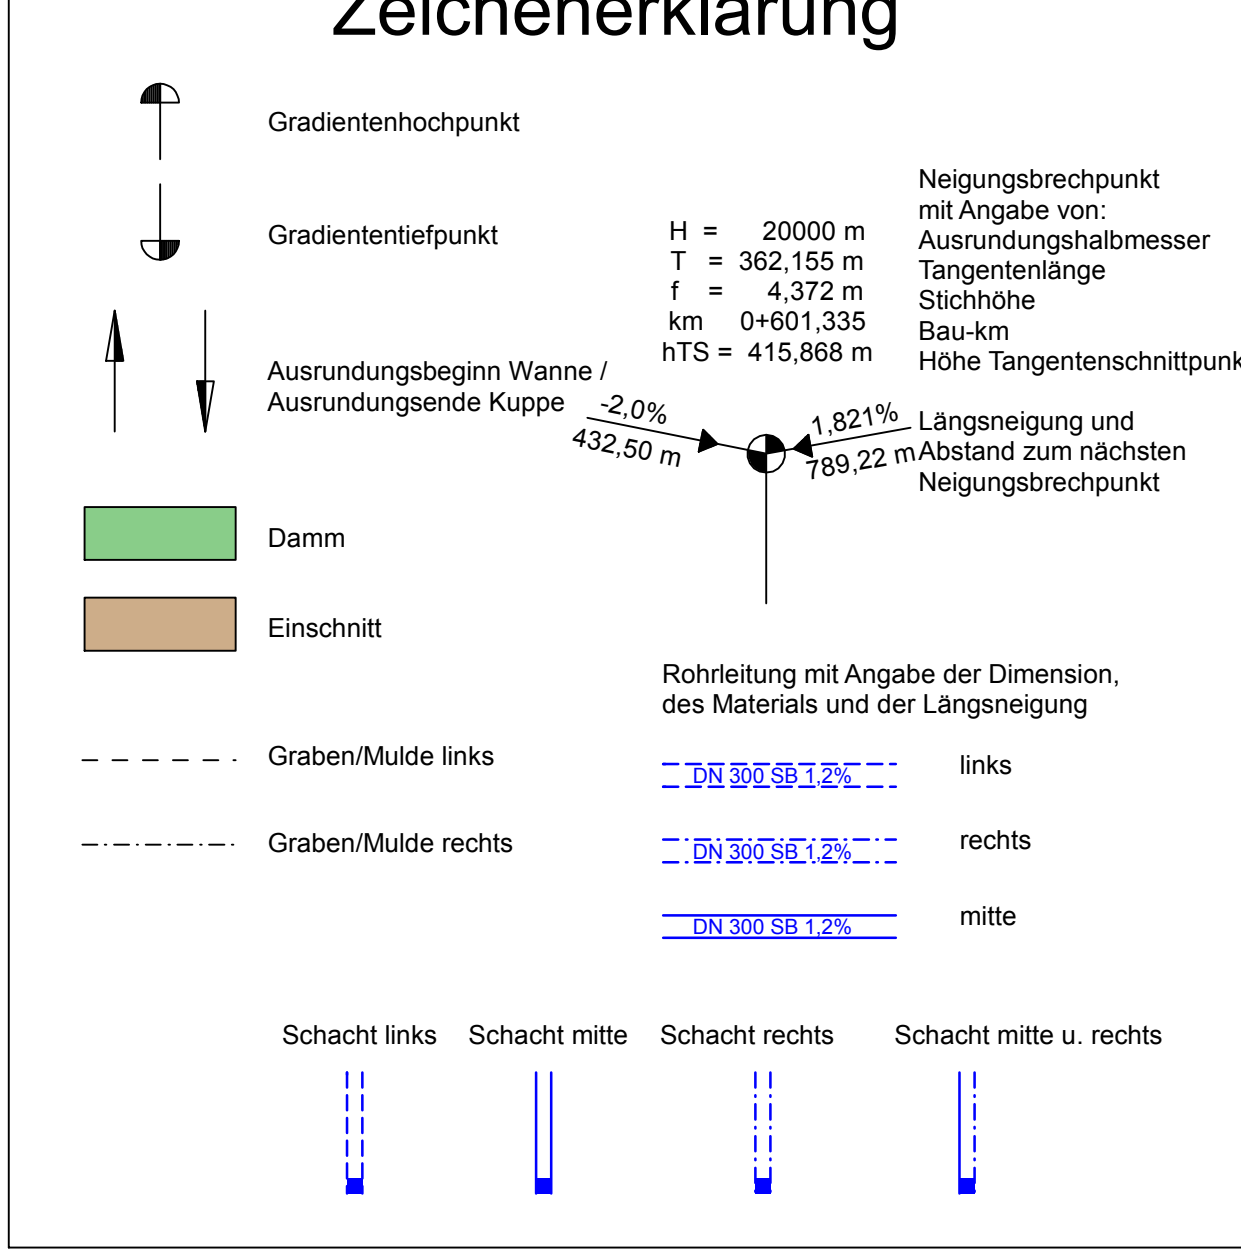 Zeichenerklärung
Gradientenhochpunkt
Gradiententiefpunkt
Ausrundungsbeginn Wanne /
Ausrundungsende Kuppe
Damm
Einschnitt
Graben/Mulde links
Graben/Mulde rechts
H = 20000 m
T = 362,155 m
f = 4,372 m
km 0+601,335
hTS = 415,868 m
Neigungsbrechpunkt
mit Angabe von:
Ausrundungshalbmesser
Tangentenlänge
Stichhöhe
Bau-km
Höhe Tangentenschnittpunk
-2,0%
432,50 m
1,821%
789,22 m
Längsneigung und
Abstand zum nächsten
Neigungsbrechpunkt
Rohrleitung mit Angabe der Dimension,
des Materials und der Längsneigung
DN 300 SB 1,2% links
DN 300 SB 1,2% rechts
DN 300 SB 1,2% mitte
Schacht links Schacht mitte Schacht rechts Schacht mitte u. rechts